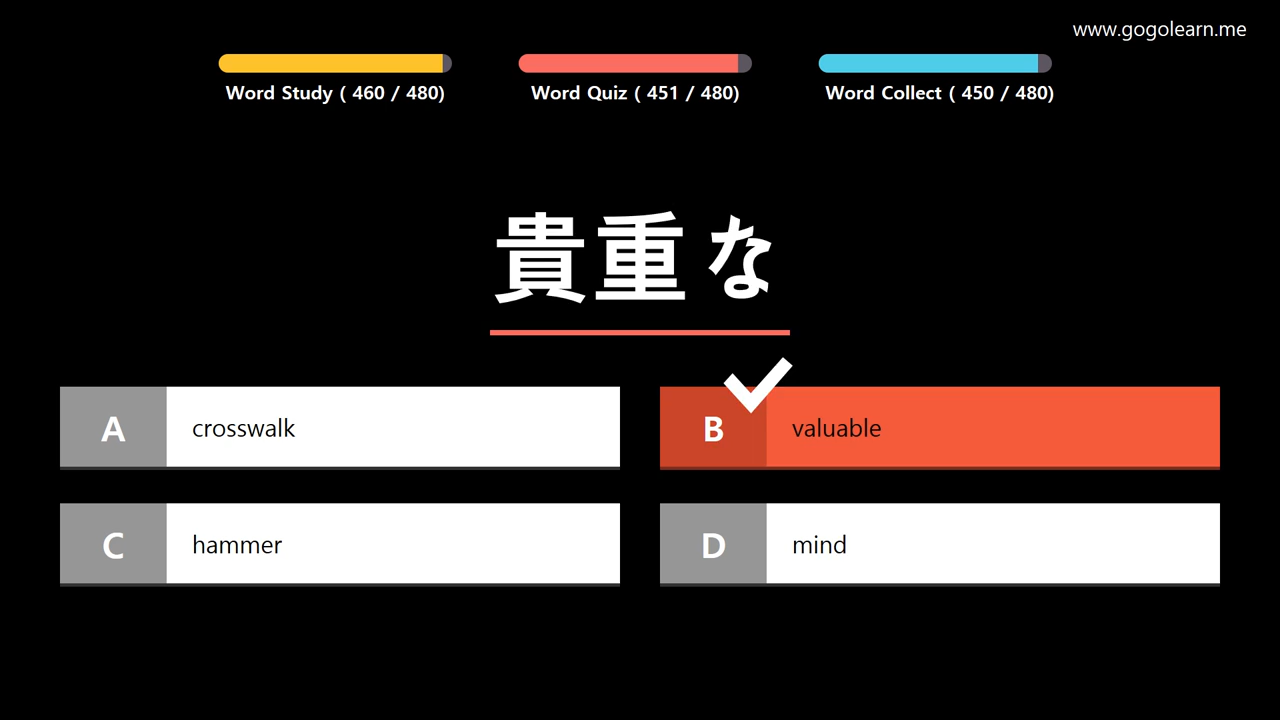 www.gogolearn.me
Word Study ( 460 / 480)
Word Quiz ( 451 / 480)
Word Collect ( 450 / 480)
貴重な
A crosswalk
B valuable
C hammer
D mind